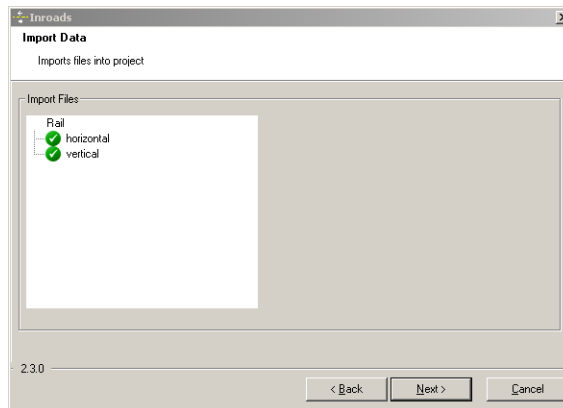 Inroads
Import Data
Imports files into project
Import Files
Rail
horizontal
vertical
2.3.0
< Back
Next >
Cancel